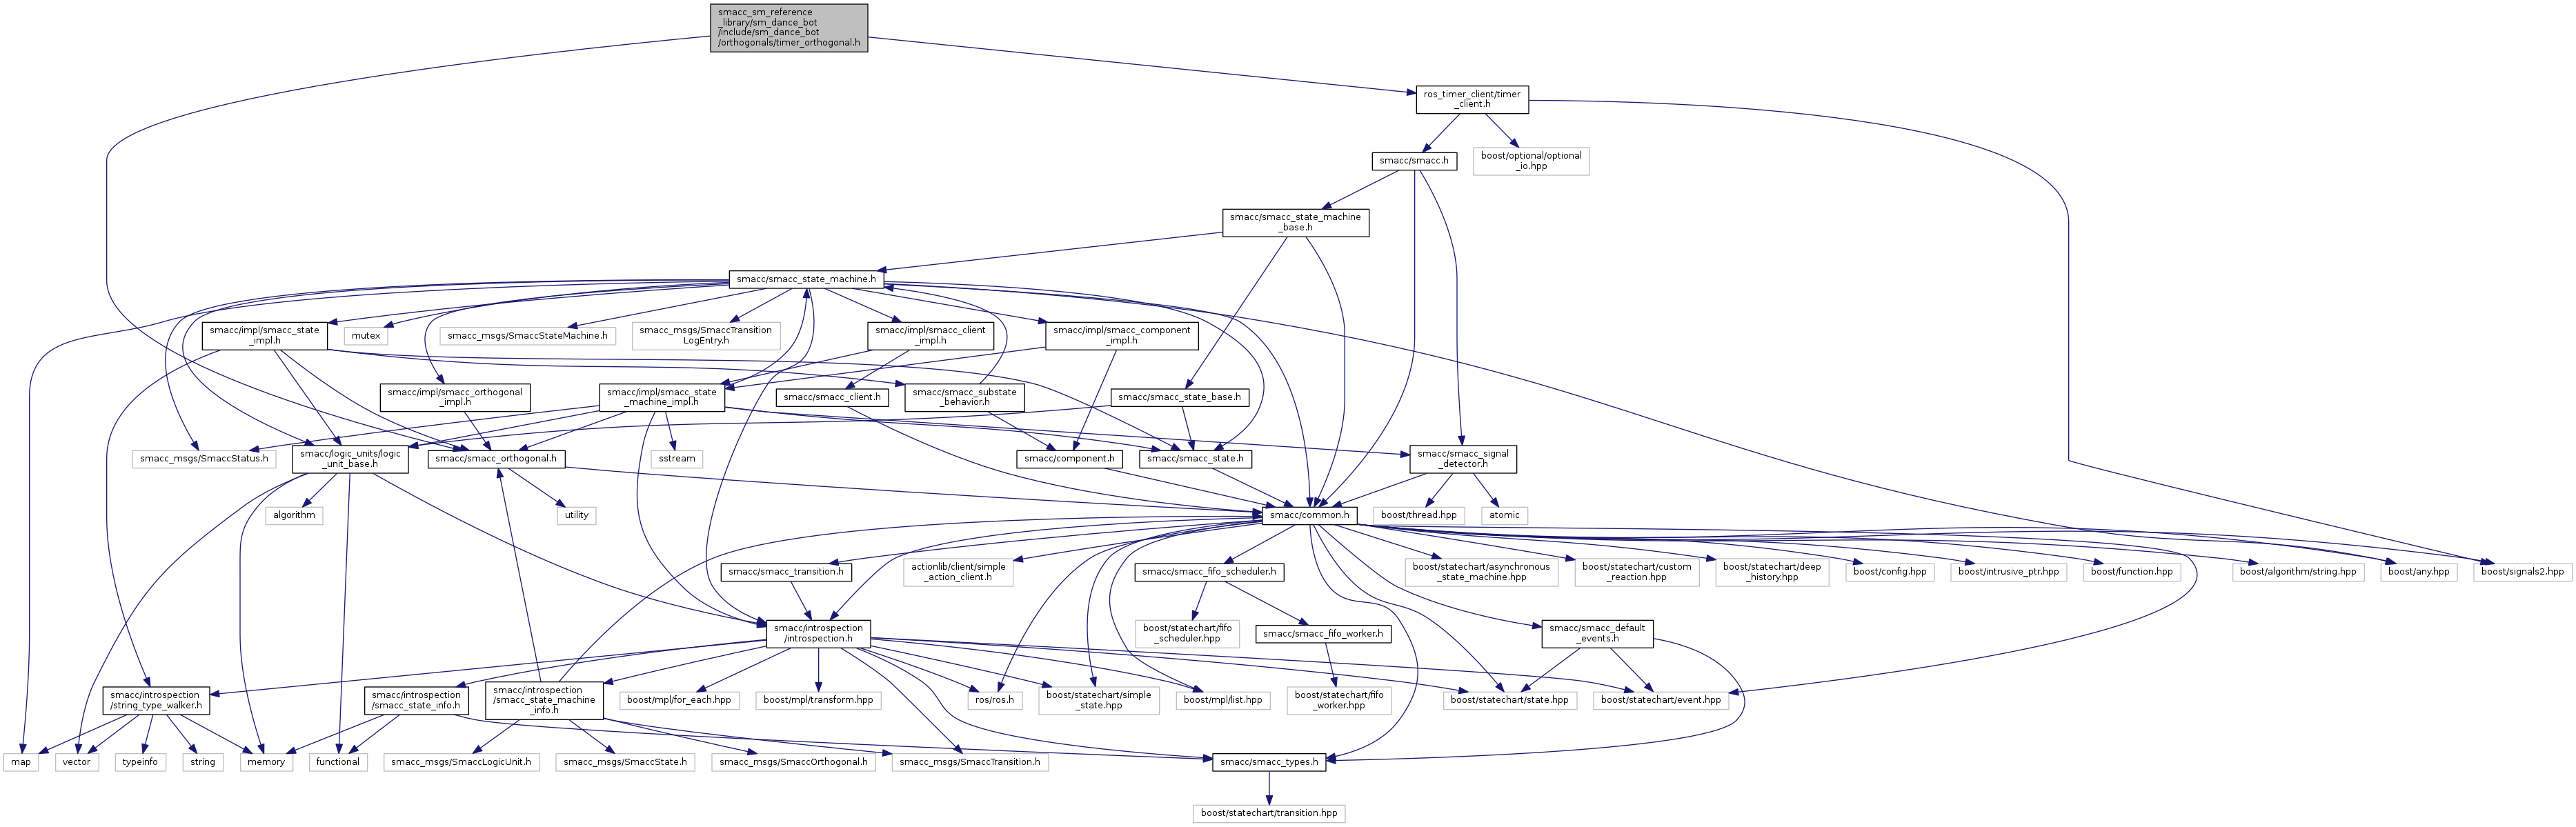 smacc_sm_reference
_library/sm_dance_bot
/include/sm_dance_bot
/orthogonals/timer_orthogonal.h
ros_timer_client/timer
_client.h
smacc/smacc.h
boost/optional/optional
_io.hpp
smacc/smacc_state_machine
_base.h
smacc/smacc_state_machine.h
smacc/impl/smacc_state
_impl.h
mutex
smacc_msgs/SmaccStateMachine.h
smacc_msgs/SmaccTransition
LogEntry.h
smacc/impl/smacc_client
_impl.h
smacc/impl/smacc_component
_impl.h
smacc/impl/smacc_orthogonal
_impl.h
smacc/impl/smacc_state
_machine_impl.h
smacc/smacc_client.h
smacc/smacc_substate
_behavior.h
smacc/smacc_state_base.h
smacc_msgs/SmaccStatus.h
smacc/logic_units/logic
_unit_base.h
smacc/smacc_orthogonal.h
sstream
smacc/component.h
smacc/smacc_state.h
smacc/smacc_signal
_detector.h
algorithm
utility
smacc/common.h
boost/thread.hpp
atomic
smacc/smacc_transition.h
actionlib/client/simple
_action_client.h
smacc/smacc_fifo_scheduler.h
boost/statechart/asynchronous
_state_machine.hpp
boost/statechart/custom
_reaction.hpp
boost/statechart/deep
_history.hpp
boost/config.hpp
boost/intrusive_ptr.hpp
boost/function.hpp
boost/algorithm/string.hpp
boost/any.hpp
boost/signals2.hpp
smacc/introspection
/introspection.h
boost/statechart/fifo
_scheduler.hpp
smacc/smacc_fifo_worker.h
smacc/smacc_default
_events.h
smacc/introspection
/string_type_walker.h
smacc/introspection
/smacc_state_info.h
smacc/introspection
/smacc_state_machine
_info.h
boost/mpl/for_each.hpp
boost/mpl/transform.hpp
ros/ros.h
boost/statechart/simple
_state.hpp
boost/mpl/list.hpp
boost/statechart/fifo
_worker.hpp
boost/statechart/state.hpp
boost/statechart/event.hpp
map
vector
typeinfo
string
memory
functional
smacc_msgs/SmaccLogicUnit.h
smacc_msgs/SmaccState.h
smacc_msgs/SmaccOrthogonal.h
smacc_msgs/SmaccTransition.h
smacc/smacc_types.h
boost/statechart/transition.hpp